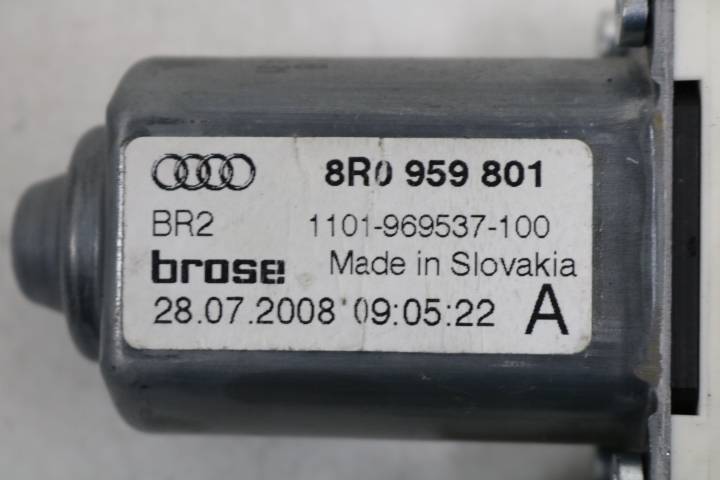 8R0 959 801
BR2 1101-969537-100
brose Made in Slovakia
28.07.2008 09:05:22 A